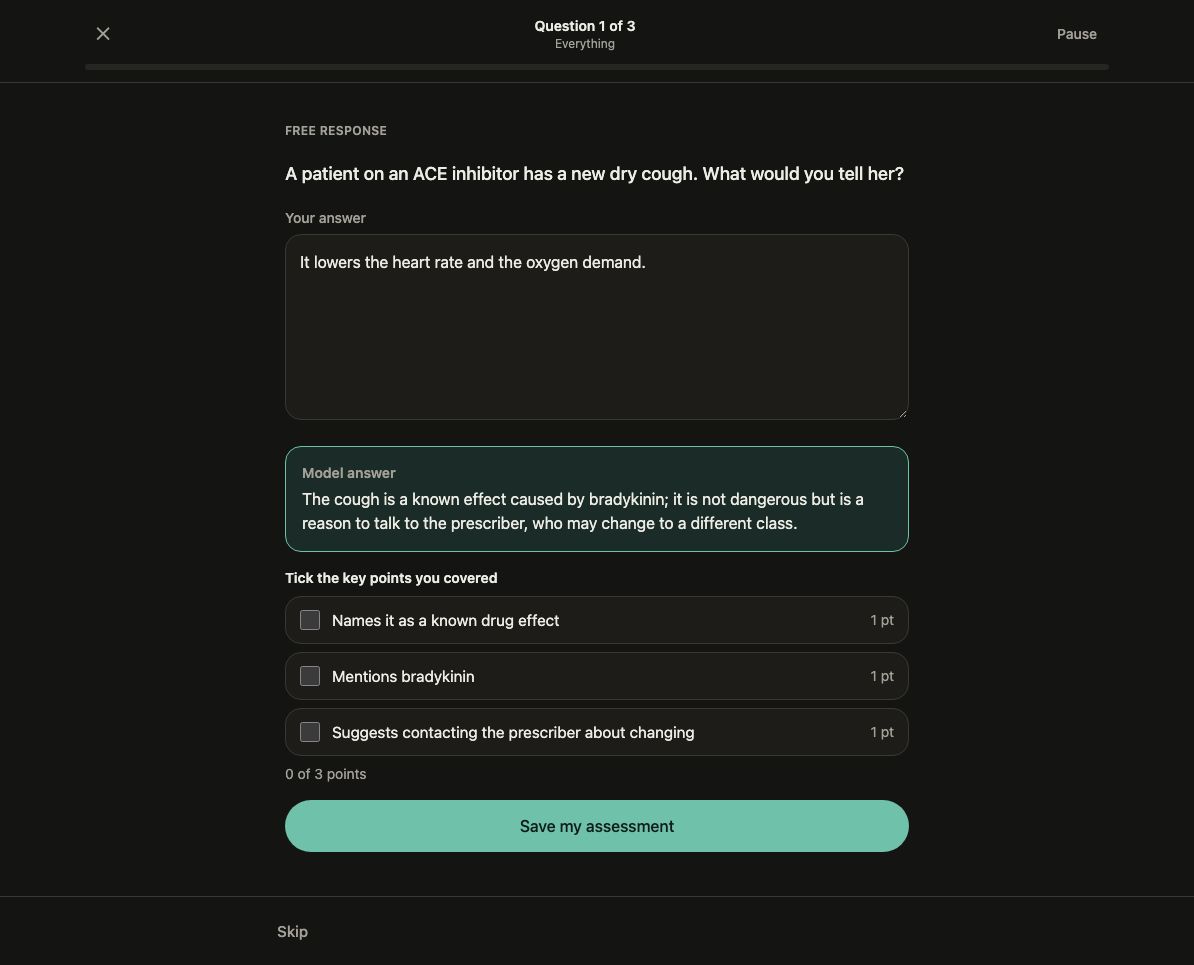 Question 1 of 3
Everything
Pause
FREE RESPONSE
A patient on an ACE inhibitor has a new dry cough. What would you tell her?
Your answer
It lowers the heart rate and the oxygen demand.
Model answer
The cough is a known effect caused by bradykinin; it is not dangerous but is a
reason to talk to the prescriber, who may change to a different class.
Tick the key points you covered
Names it as a known drug effect 1 pt
Mentions bradykinin 1 pt
Suggests contacting the prescriber about changing 1 pt
0 of 3 points
Save my assessment
Skip